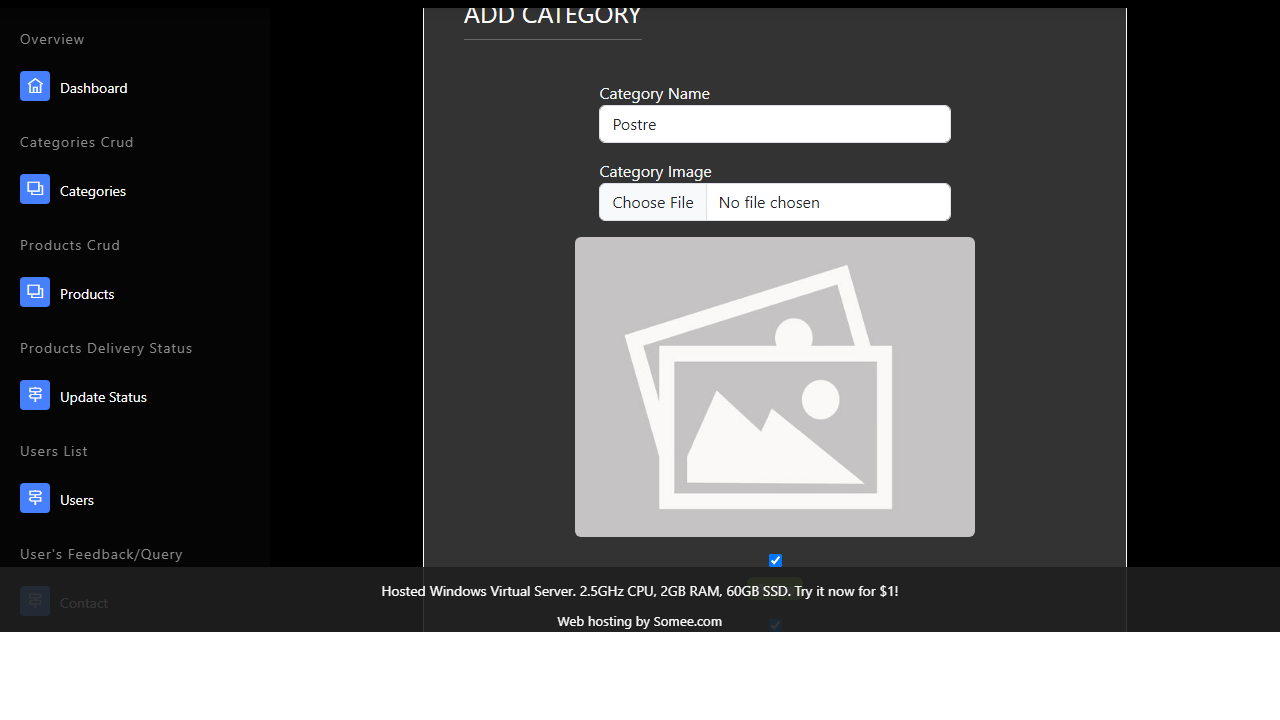 Overview
Dashboard
Categories Crud
Categories
Products Crud
Products
Products Delivery Status
Update Status
Users List
Users
User's Feedback/Query
Contact
ADD CATEGORY
Category Name
Postre
Category Image
Choose File No file chosen
Hosted Windows Virtual Server. 2.5GHz CPU, 2GB RAM, 60GB SSD. Try it now for $1!
Web hosting by Somee.com